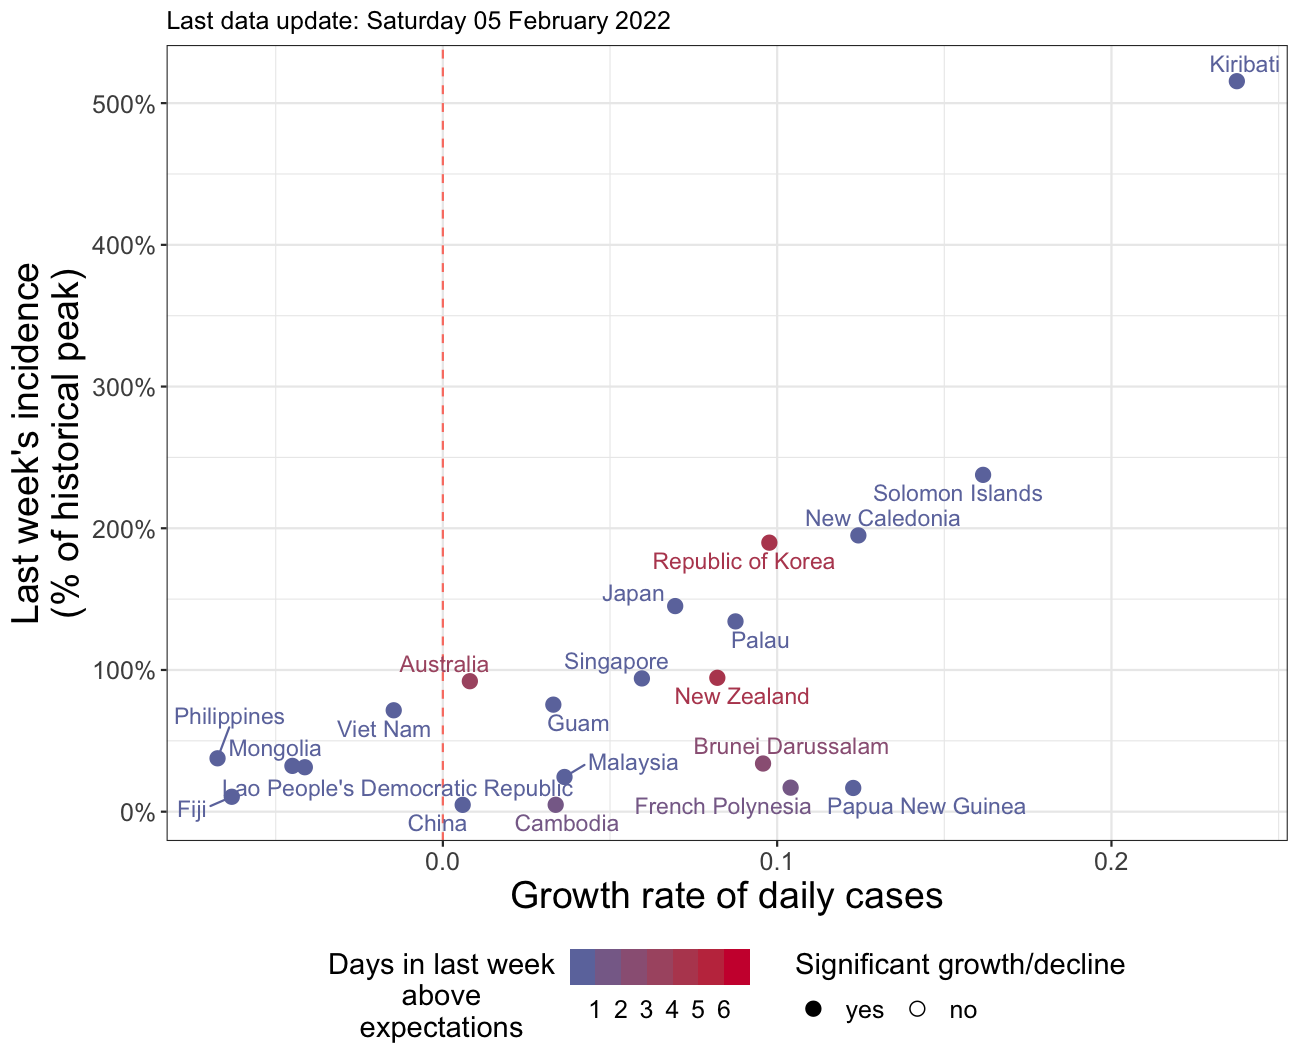 Last data update: Saturday 05 February 2022
Last week's incidence
(% of historical peak)
500%
400%
300%
200%
100%
0%
Kiribati
Solomon Islands
New Caledonia
Republic of Korea
Japan
Palau
Singapore
Australia
New Zealand
Philippines
Guam
Viet Nam
Mongolia
Brunei Darussalam
Malaysia
Lao People's Democratic Republic
Fiji
French Polynesia
Papua New Guinea
China
Cambodia
0.0
0.1
0.2
Growth rate of daily cases
Days in last week
above
expectations
1 2 3 4 5 6
Significant growth/decline
yes
no